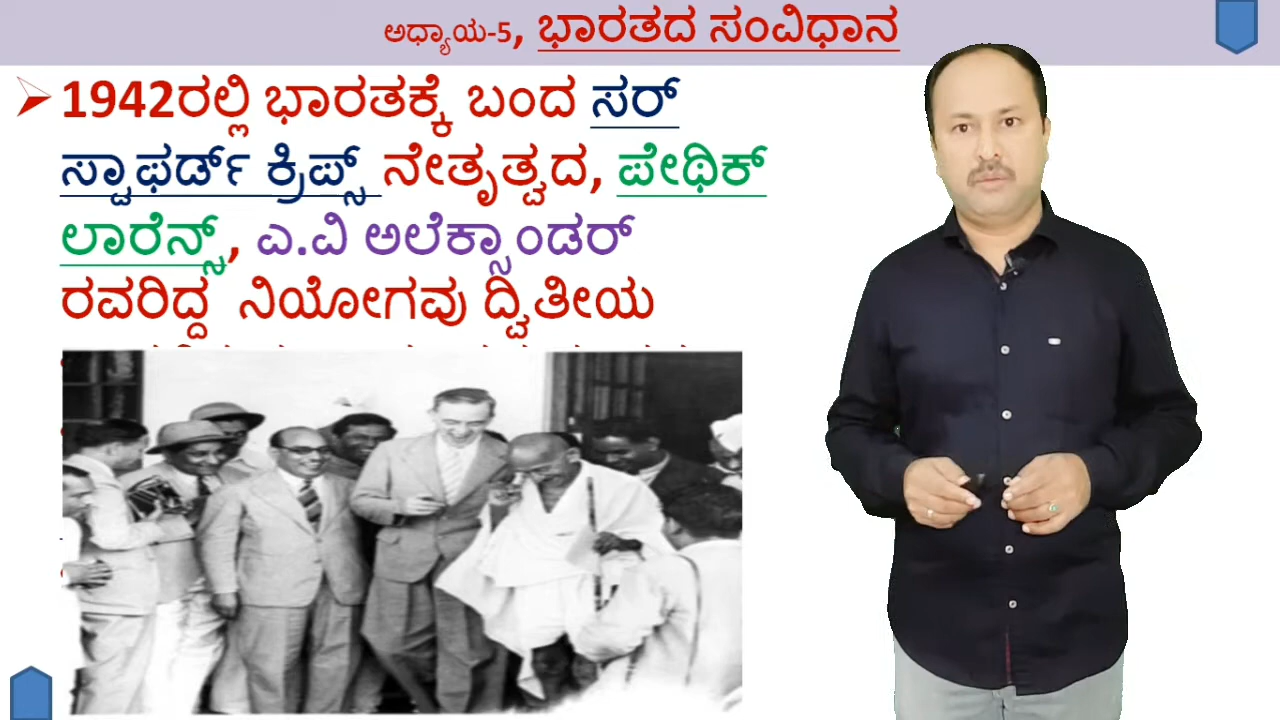 ಅಧ್ಯಾಯ-5, ಭಾರತದ ಸಂವಿಧಾನ
1942ರಲ್ಲಿ ಭಾರತಕ್ಕೆ ಬಂದ ಸರ್
ಸ್ಟಾಫರ್ಡ್ ಕ್ರಿಪ್ಸ್ ನೇತೃತ್ವದ, ಪೇಥಿಕ್
ಲಾರೆನ್ಸ್, ಎ.ವಿ ಅಲೆಕ್ಸಾಂಡರ್
ರವರಿದ್ದ ನಿಯೋಗವು ದ್ವಿತೀಯ